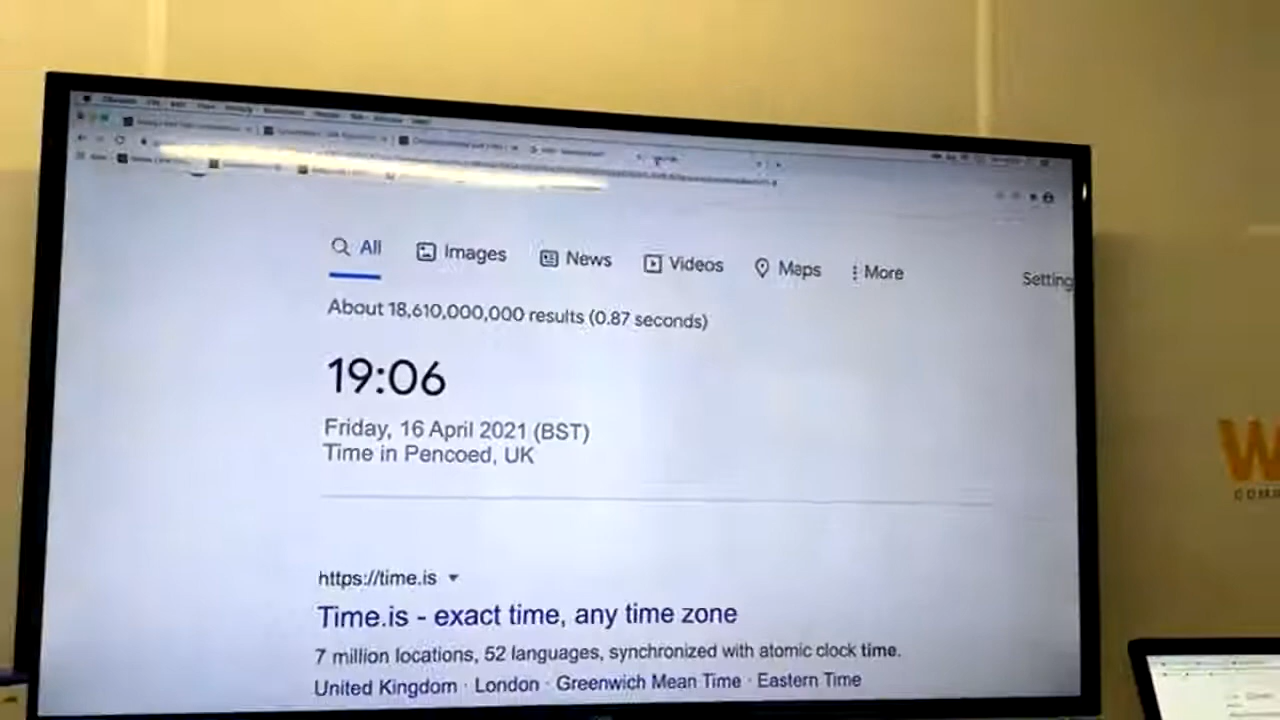 All Images News Videos Maps More Setting
About 18,610,000,000 results (0.87 seconds)
19:06
Friday, 16 April 2021 (BST)
Time in Pencoed, UK
https://time.is
Time.is - exact time, any time zone
7 million locations, 52 languages, synchronized with atomic clock time.
United Kingdom · London · Greenwich Mean Time · Eastern Time
W
COM